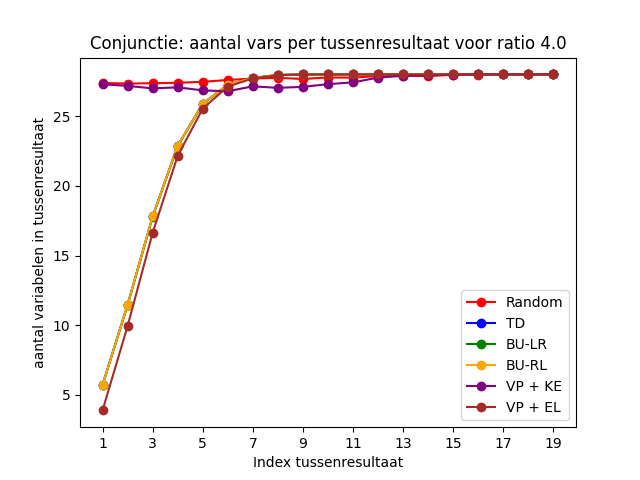 Conjunctie: aantal vars per tussenresultaat voor ratio 4.0
aantal variabelen in tussenresultaat
25
20
15
10
5
1 3 5 7 9 11 13 15 17 19
Index tussenresultaat
Random
TD
BU-LR
BU-RL
VP + KE
VP + EL